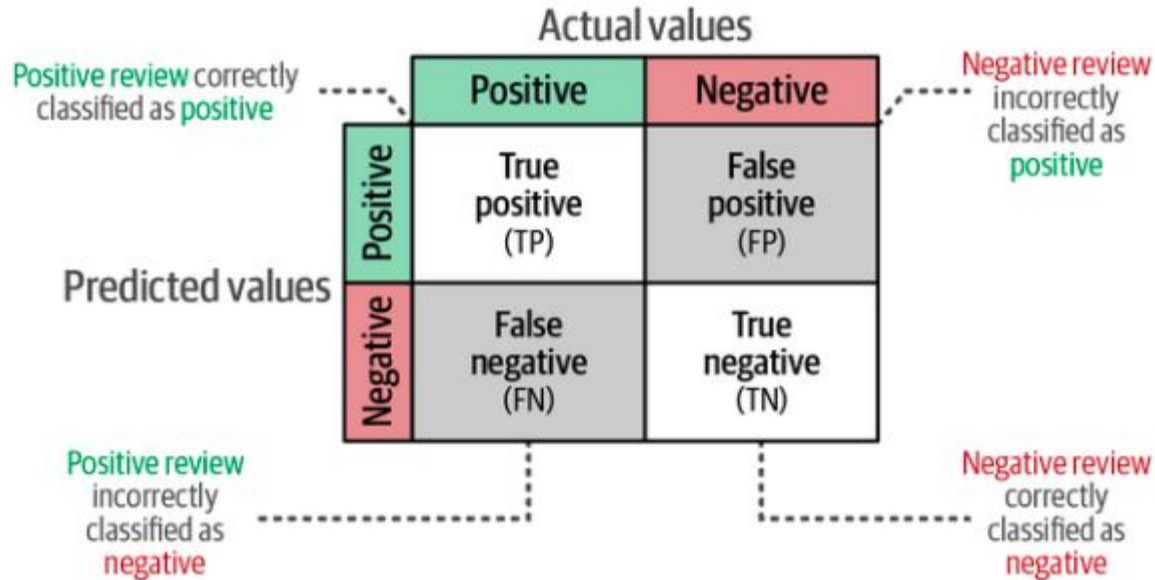 Actual values
Positive review correctly
classified as positive
Positive
Negative
Negative review
incorrectly
classified as
positive
Predicted values
Positive
True
positive
(TP)
False
positive
(FP)
Negative
False
negative
(FN)
True
negative
(TN)
Positive review
incorrectly
classified as
negative
Negative review
correctly
classified as
negative